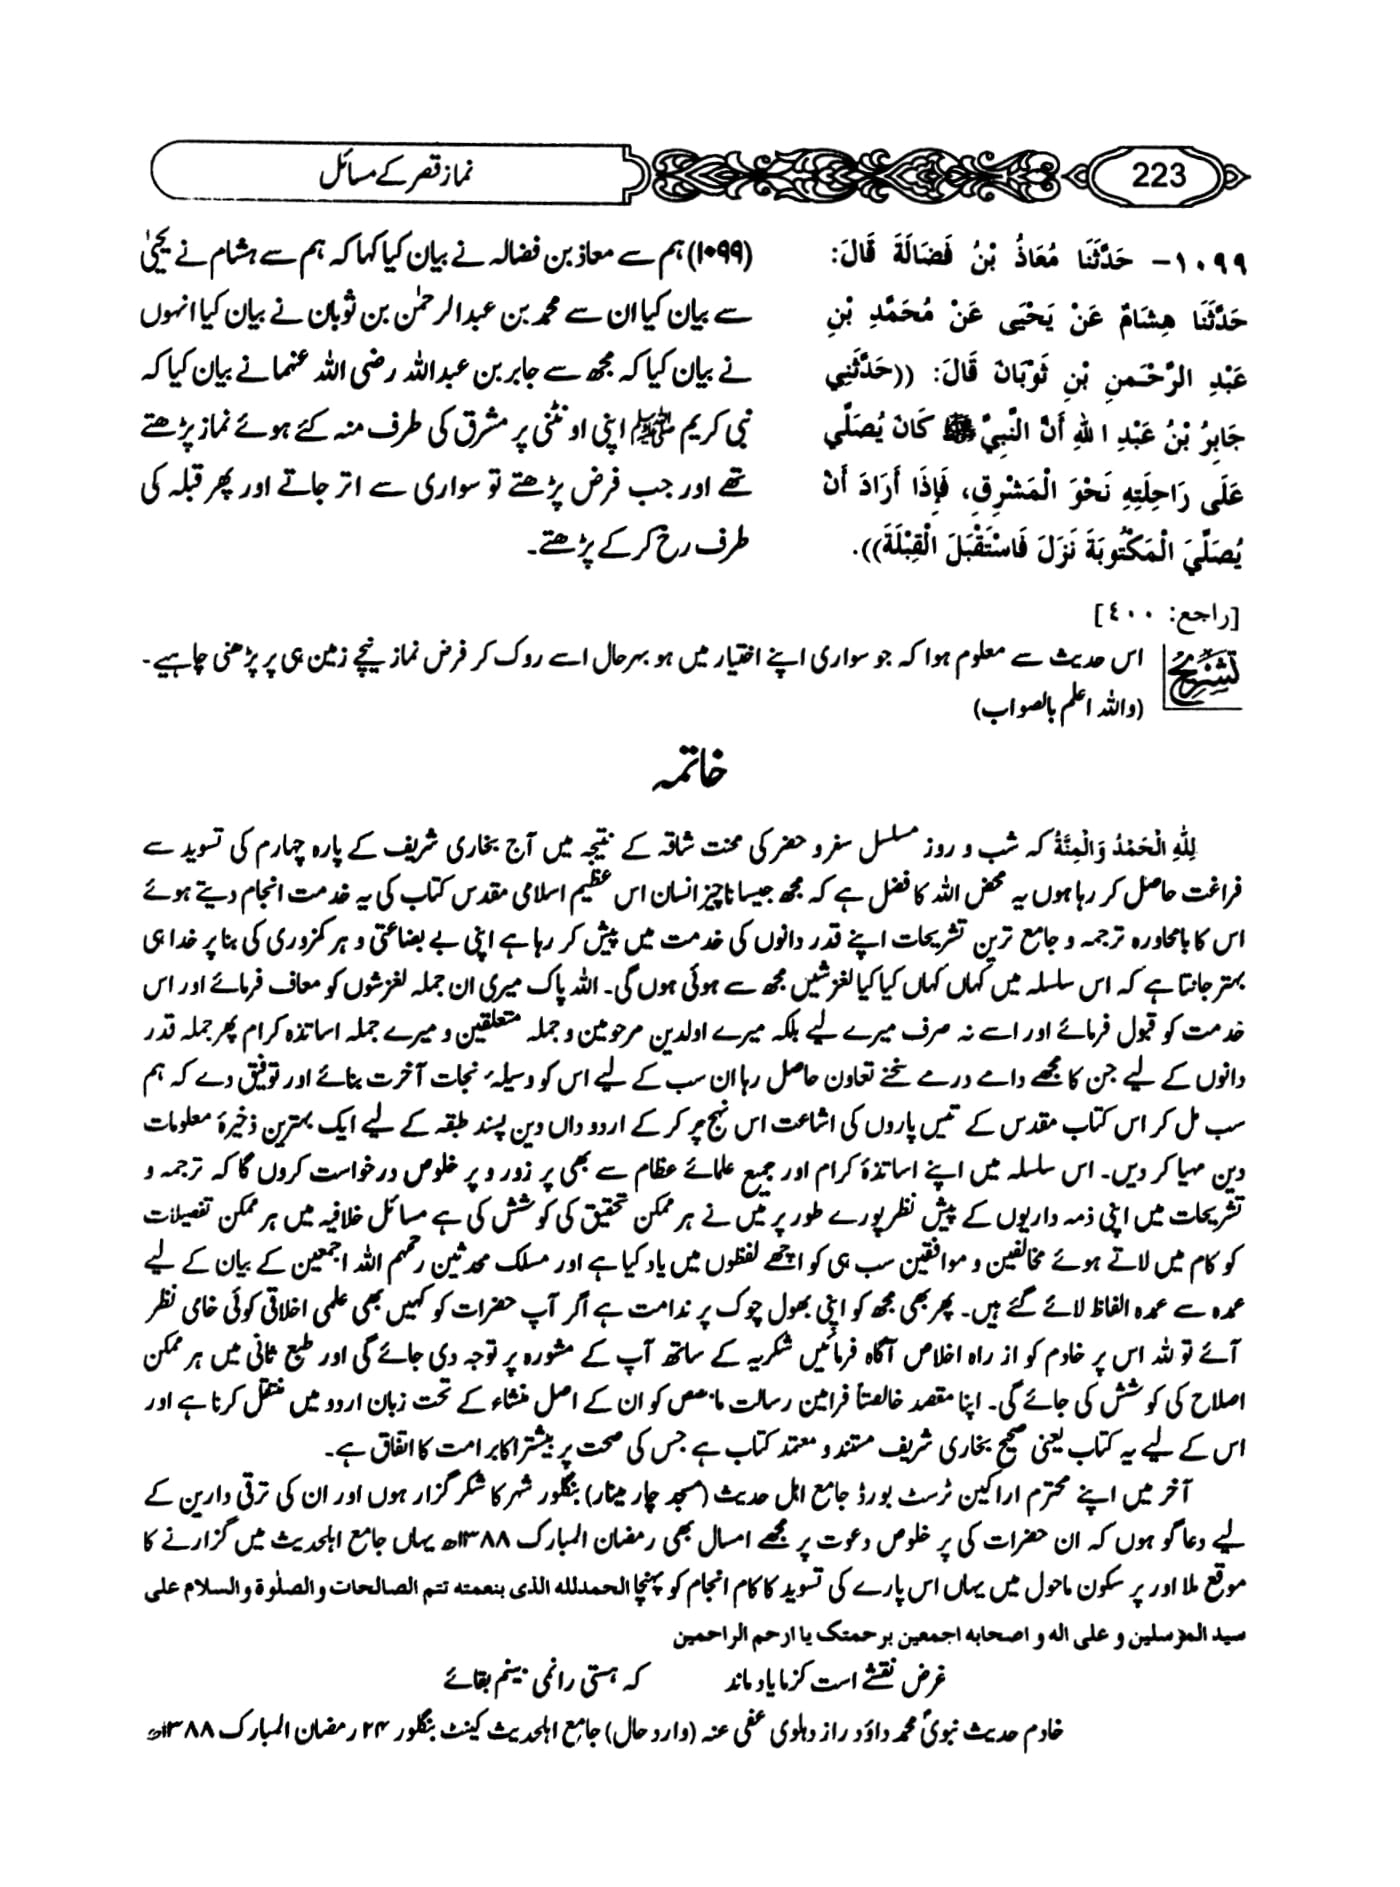 223
نماز قصر کے مسائل
١٠٩٩- حَدَّثَنَا مُعَاذُ بْنُ فَضَالَةَ قَالَ:
حَدَّثَنَا هِشَامٌ عَنْ يَحْيَى عَنْ مُحَمَّدِ بْنِ
عَبْدِ الرَّحْمَنِ بْنِ ثَوْبَانَ قَالَ: ((حَدَّثَنِي
جَابِرُ بْنُ عَبْدِ اللهِ أَنَّ النَّبِيَّ ﷺ كَانَ يُصَلِّي
عَلَى رَاحِلَتِهِ نَحْوَ الْمَشْرِقِ، فَإِذَا أَرَادَ أَنْ
يُصَلِّيَ الْمَكْتُوبَةَ نَزَلَ فَاسْتَقْبَلَ الْقِبْلَةَ)).
[راجع: ٤٠٠]
(۱۰۹۹) ہم سے معاذ بن فضالہ نے بیان کیا کہا کہ ہم سے ہشام نے یحییٰ
سے بیان کیا ان سے محمد بن عبدالرحمٰن بن ثوبان نے بیان کیا انہوں
نے بیان کیا کہ مجھ سے جابر بن عبداللہ رضی اللہ عنہما نے بیان کیا کہ
نبی کریم ﷺ اپنی اونٹنی پر مشرق کی طرف منہ کئے ہوئے نماز پڑھتے
تھے اور جب فرض پڑھتے تو سواری سے اتر جاتے اور پھر قبلہ کی
طرف رخ کر کے پڑھتے۔
تشریح
اس حدیث سے معلوم ہوا کہ جو سواری اپنے اختیار میں ہو بہرحال اسے روک کر فرض نماز نیچے زمین ہی پر پڑھنی چاہیے۔
(واللہ اعلم بالصواب)
خاتمہ
لِلّٰهِ الْحَمْدُ وَالْمِنَّةُ کہ شب و روز مسلسل سفر و حضر کی محنت شاقہ کے نتیجہ میں آج بخاری شریف کے پارہ چہارم کی تسوید سے
فراغت حاصل کر رہا ہوں یہ محض اللہ کا فضل ہے کہ مجھ جیسا ناچیز انسان اس عظیم اسلامی مقدس کتاب کی یہ خدمت انجام دیتے ہوئے
اس کا بامحاورہ ترجمہ و جامع ترین تشریحات اپنے قدر دانوں کی خدمت میں پیش کر رہا ہے اپنی بے بضاعتی و ہر کمزوری کی بنا پر خدا ہی
بہتر جانتا ہے کہ اس سلسلہ میں کہاں کہاں کیا کیا لغزشیں مجھ سے ہوئی ہوں گی۔ اللہ پاک میری ان جملہ لغزشوں کو معاف فرمائے اور اس
خدمت کو قبول فرمائے اور اسے نہ صرف میرے لیے بلکہ میرے اولدین مرحومین و جملہ متعلقین و میرے جملہ اساتذہ کرام پھر جملہ قدر
دانوں کے لیے جن کا مجھے دامے درمے سخنے تعاون حاصل رہا ان سب کے لیے اس کو وسیلۂ نجات آخرت بنائے اور توفیق دے کہ ہم
سب مل کر اس کتاب مقدس کے تیس پاروں کی اشاعت اس نہج پر کر کے اردو داں دین پسند طبقہ کے لیے ایک بہترین ذخیرۂ معلومات
دین مہیا کر دیں۔ اس سلسلہ میں اپنے اساتذۂ کرام اور جمیع علمائے عظام سے بھی پر زور و پر خلوص درخواست کروں گا کہ ترجمہ و
تشریحات میں اپنی ذمہ داریوں کے پیش نظر پورے طور پر میں نے ہر ممکن تحقیق کی کوشش کی ہے مسائل خلافیہ میں ہر ممکن تفصیلات
کو کام میں لاتے ہوئے مخالفین و موافقین سب ہی کو اچھے لفظوں میں یاد کیا ہے اور مسلک محدثین رحمہم اللہ اجمعین کے بیان کے لیے
عمدہ سے عمدہ الفاظ لائے گئے ہیں۔ پھر بھی مجھ کو اپنی بھول چوک پر ندامت ہے اگر آپ حضرات کو کہیں بھی علمی اخلاقی کوئی خامی نظر
آئے تو للہ اس پر خادم کو از راہ اخلاص آگاہ فرمائیں شکریہ کے ساتھ آپ کے مشورہ پر توجہ دی جائے گی اور طبع ثانی میں ہر ممکن
اصلاح کی کوشش کی جائے گی۔ اپنا مقصد خالصتاً فرامین رسالت کو ان کے اصل منشاء کے تحت زبان اردو میں منتقل کرنا ہے اور
اس کے لیے یہ کتاب یعنی صحیح بخاری شریف مستند و معتمد کتاب ہے جس کی صحت پر بیشتر اکابر امت کا اتفاق ہے۔
آخر میں اپنے محترم اراکین ٹرسٹ بورڈ جامع اہل حدیث (مسجد چار مینار) بنگلور شہر کا شکر گزار ہوں اور ان کی ترقی دارین کے
لیے دعا گو ہوں کہ ان حضرات کی پر خلوص دعوت پر مجھے امسال بھی رمضان المبارک ۱۳۸۸ھ یہاں جامع اہلحدیث میں گزارنے کا
موقع ملا اور پر سکون ماحول میں یہاں اس پارے کی تسوید کا کام انجام کو پہنچا الحمدلله الذی بنعمته تتم الصالحات والصلوٰة والسلام علی
سید المرسلین و علی اله و اصحابه اجمعین برحمتک یا ارحم الراحمین
غرض نقشے است کزما یاد ماند کہ ہستی رانمی بینم بقائے
خادم حدیث نبویؐ محمد داؤد راز دہلوی عفی عنہ (وارد حال) جامع اہلحدیث کینٹ بنگلور ۲۴ رمضان المبارک ۱۳۸۸ھ